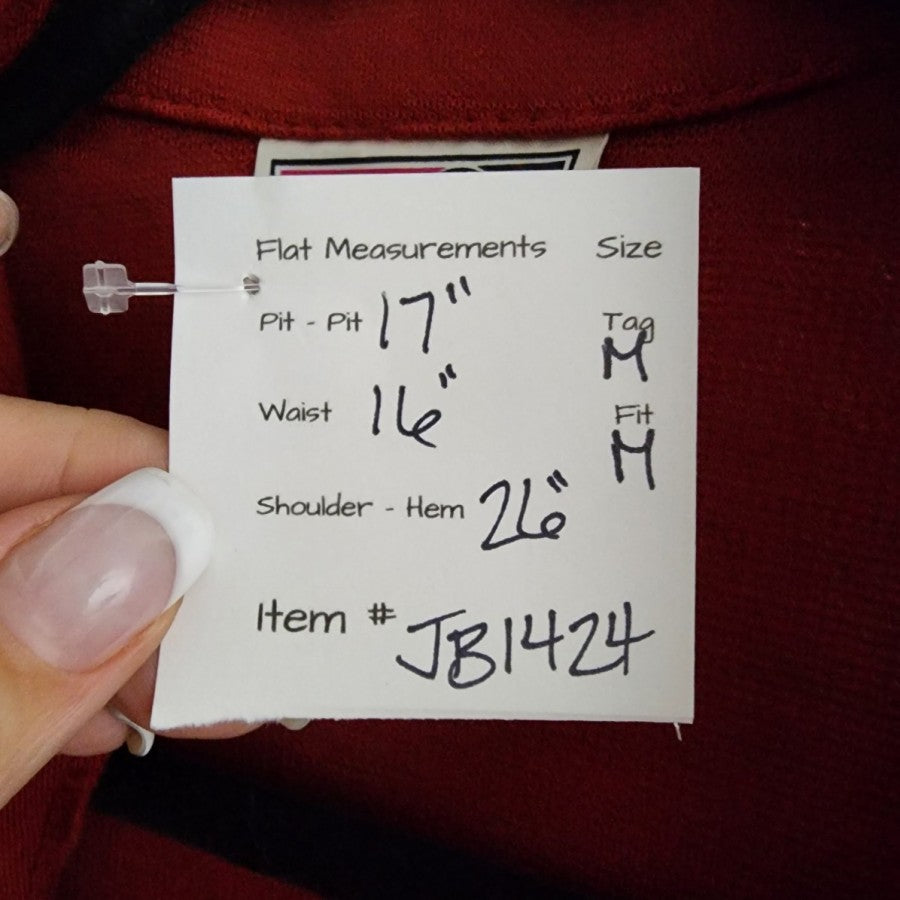 Flat Measurements Size
Pit - Pit 17"
Tag
M
Waist 16"
Fit
M
Shoulder - Hem 26"
Item # JB1424